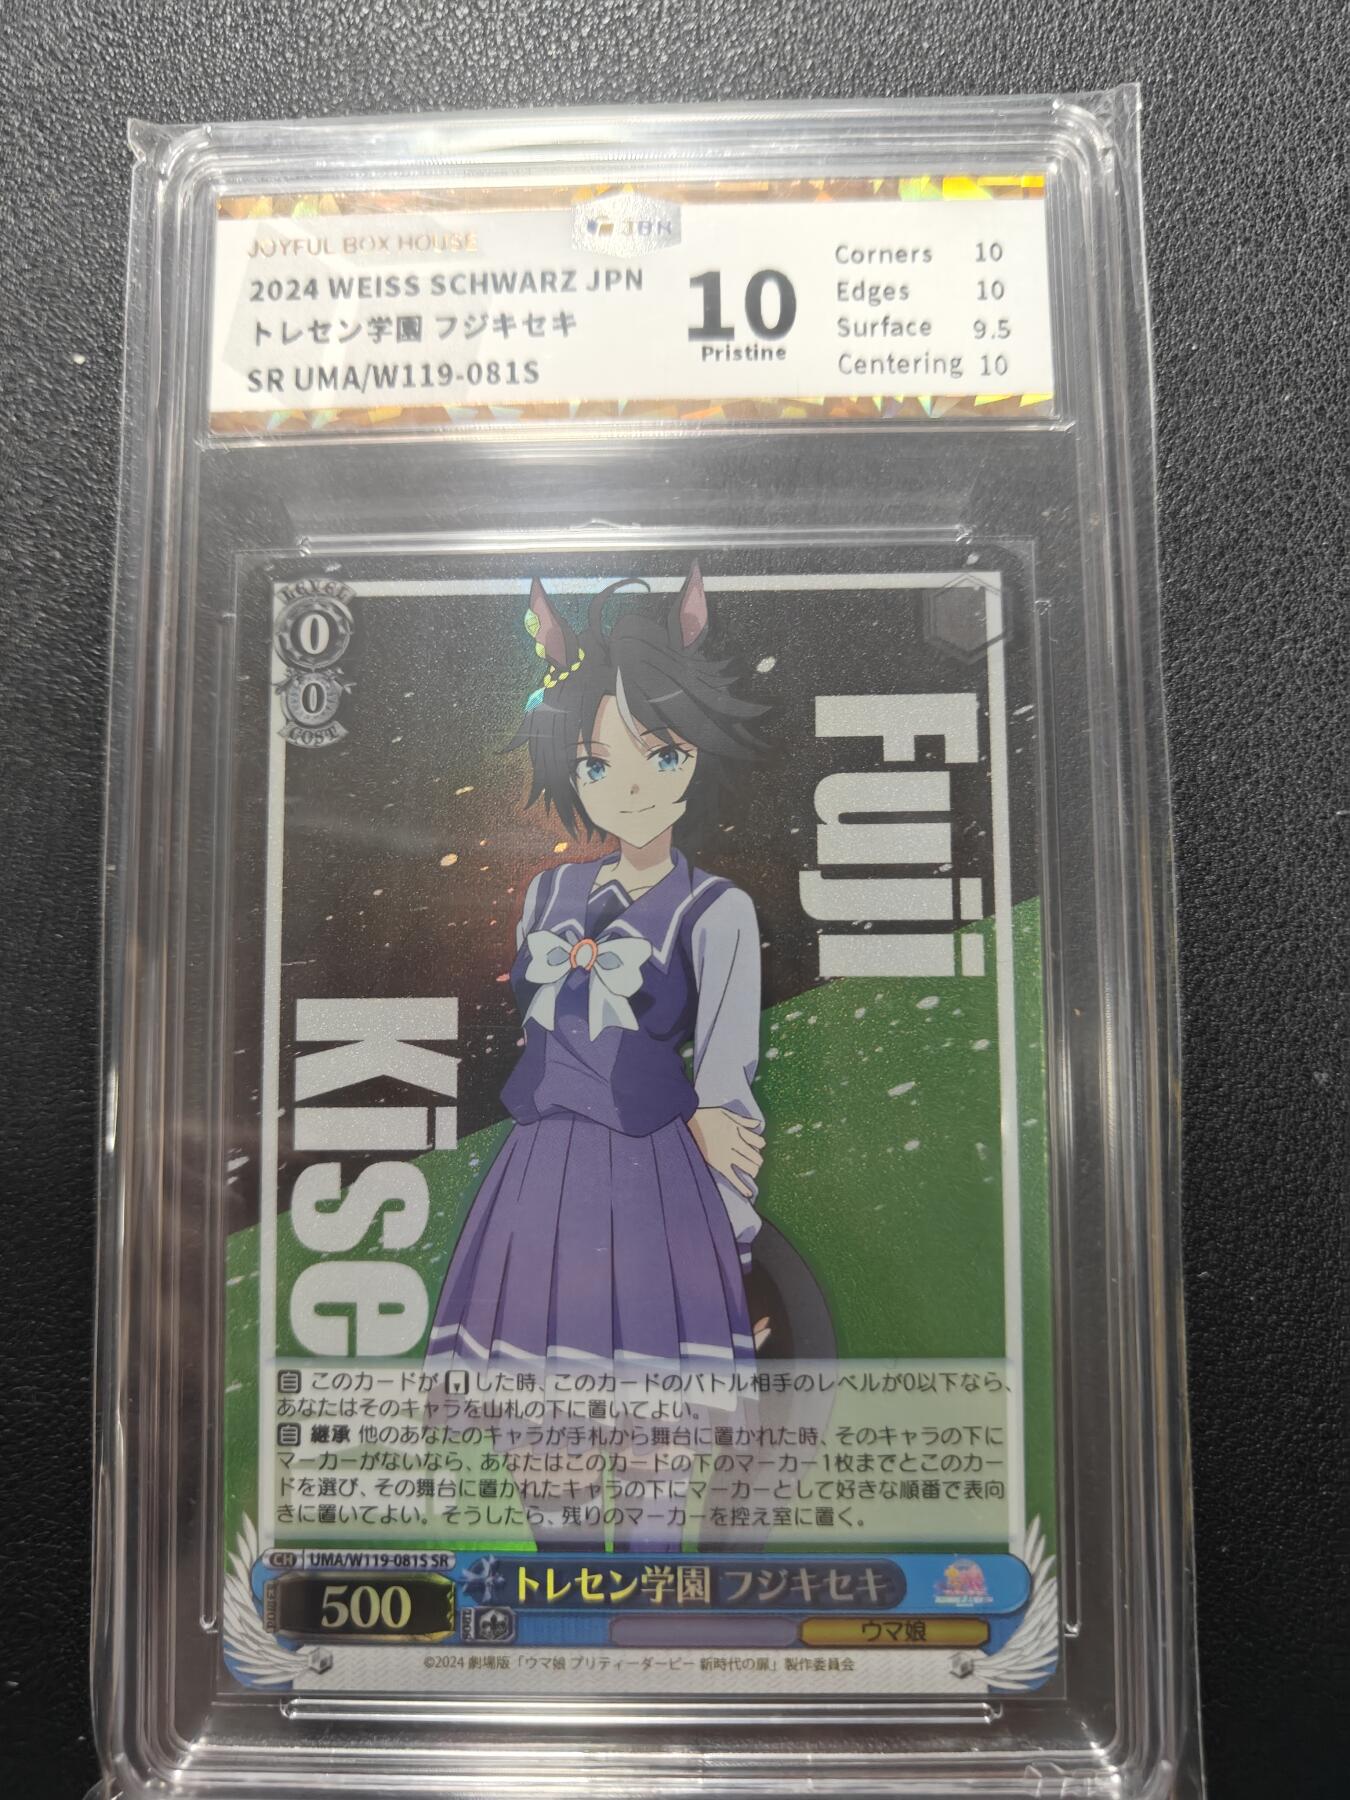 JOYFUL BOX HOUSE
JBH
2024 WEISS SCHWARZ JPN
トレセン学園 フジキセキ
SR UMA/W119-081S
10
Pristine
Corners 10
Edges 10
Surface 9.5
Centering 10
LEVEL
0
0
COST
Fuji
Kiseki
自 このカードが した時、このカードのバトル相手のレベルが0以下なら、
あなたはそのキャラを山札の下に置いてよい。
自 継承 他のあなたのキャラが手札から舞台に置かれた時、そのキャラの下に
マーカーがないなら、あなたはこのカードの下のマーカー1枚までとこのカー
ドを選び、その舞台に置かれたキャラの下にマーカーとして好きな順番で表向
きに置いてよい。そうしたら、残りのマーカーを控え室に置く。
CH UMA/W119-081S SR
POWER
500
トレセン学園 フジキセキ
SOUL
ウマ娘
©2024 劇場版「ウマ娘 プリティーダービー 新時代の扉」製作委員会